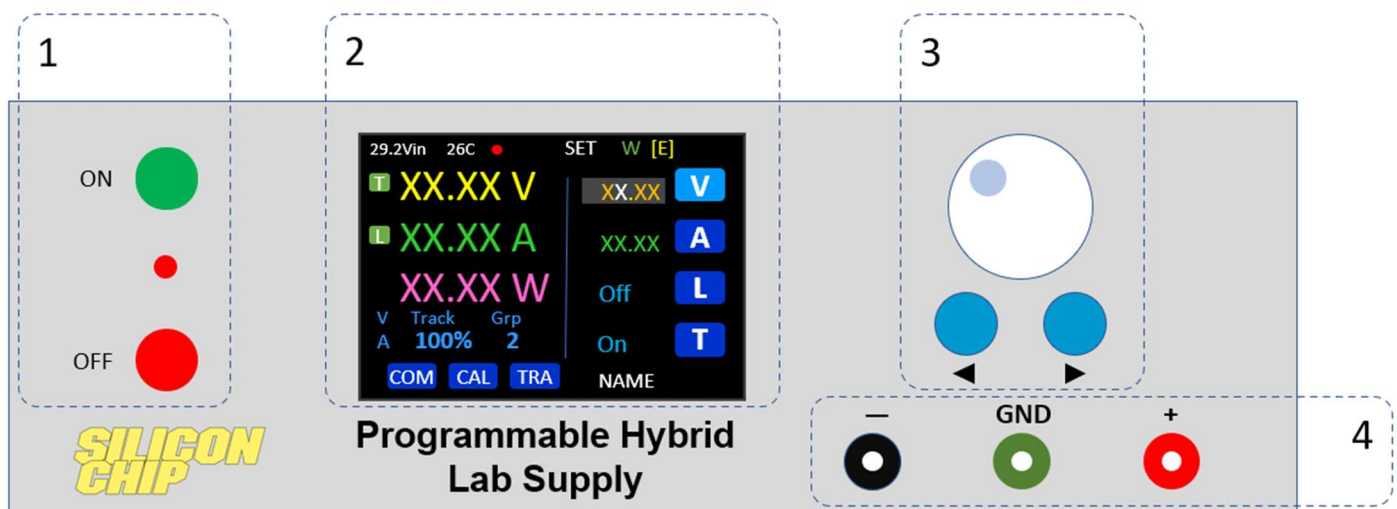 1
2
3
4
ON
OFF
SILICON
CHIP
29.2Vin 26C SET W [E]
T XX.XX V XX.XX V
L XX.XX A XX.XX A
XX.XX W Off L
V Track Grp
A 100% 2 On T
COM CAL TRA NAME
Programmable Hybrid
Lab Supply
◀ ▶
— GND +